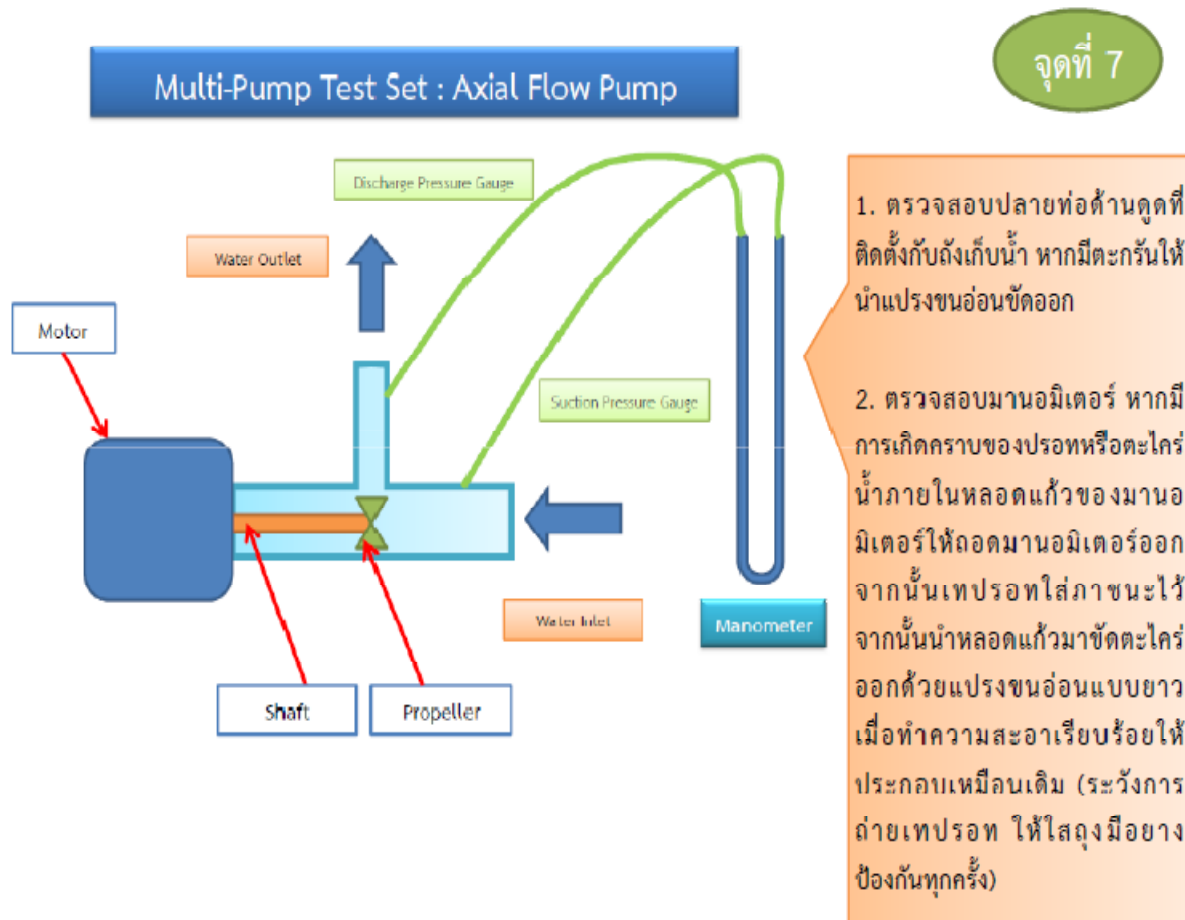 จุดที่ 7
Multi-Pump Test Set : Axial Flow Pump
Discharge Pressure Gauge
Water Outlet
Motor
Suction Pressure Gauge
Water Inlet
Manometer
Shaft
Propeller
1. ตรวจสอบปลายท่อด้านดูดที่
ติดตั้งกับถังเก็บน้ำ หากมีตะกรันให้
นำแปรงขนอ่อนขัดออก
2. ตรวจสอบมานอมิเตอร์ หากมี
การเกิดคราบของปรอทหรือตะไคร่
น้ำภายในหลอดแก้วของมานอ
มิเตอร์ให้ถอดมานอมิเตอร์ออก
จากนั้นเทปรอทใส่ภาชนะไว้
จากนั้นนำหลอดแก้วมาขัดตะไคร่
ออกด้วยแปรงขนอ่อนแบบยาว
เมื่อทำความสะอาเรียบร้อยให้
ประกอบเหมือนเดิม (ระวังการ
ถ่ายเทปรอท ให้ใสถุงมือยาง
ป้องกันทุกครั้ง)